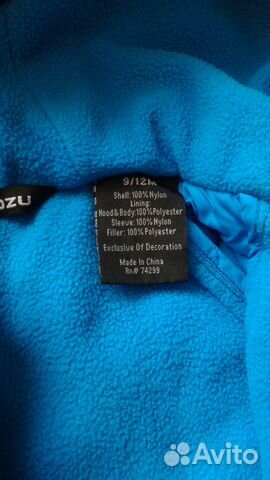 ozu
9/12M
Shell: 100% Nylon
Lining:
Hood&Body:100% Polyester
Sleeve: 100% Nylon
Filler: 100% Polyester
Exclusive Of Decoration
Made In China
Rn# 74299
Avito